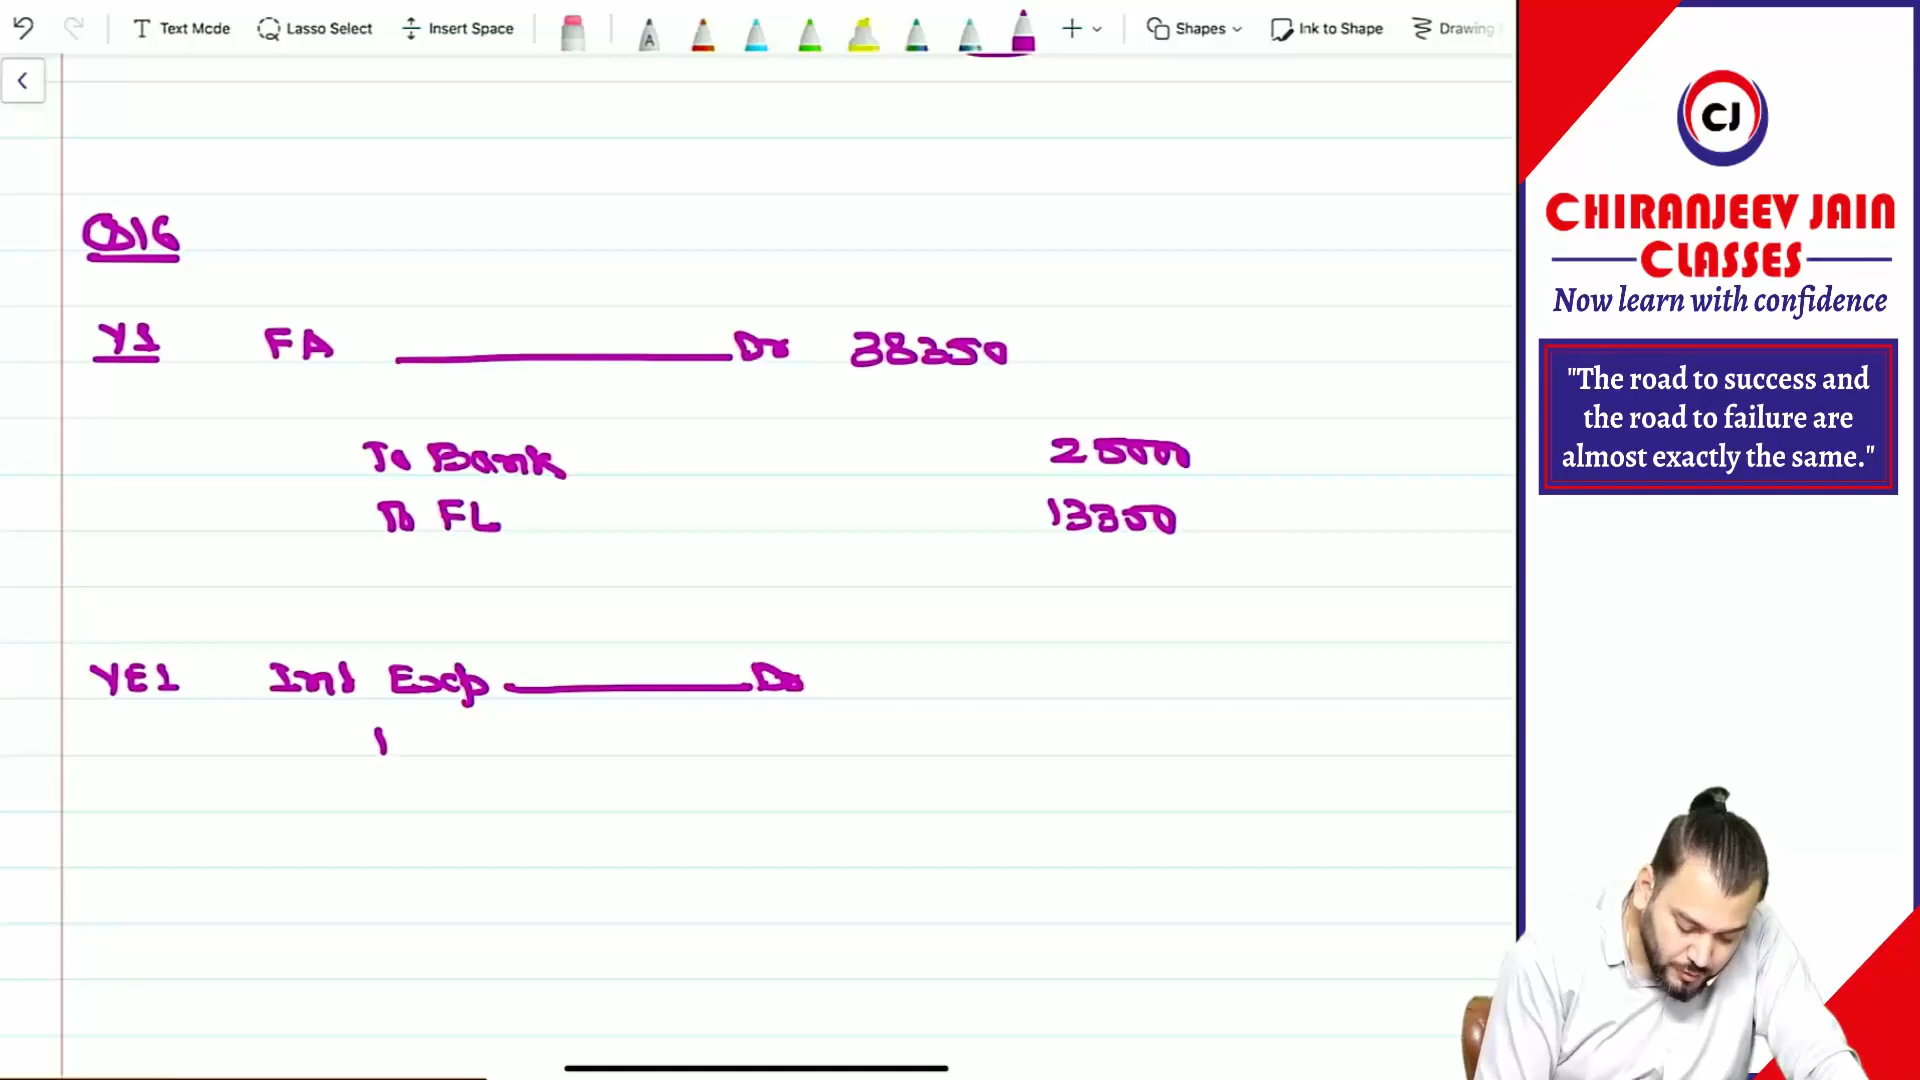 Text Mode Lasso Select Insert Space A Shapes Ink to Shape Drawing
Q16
Y1 FA Dr 38350
To Bank 25000
To FL 13350
YE1 Int Exp Dr
CJ
CHIRANJEEV JAIN
CLASSES
Now learn with confidence
"The road to success and
the road to failure are
almost exactly the same."